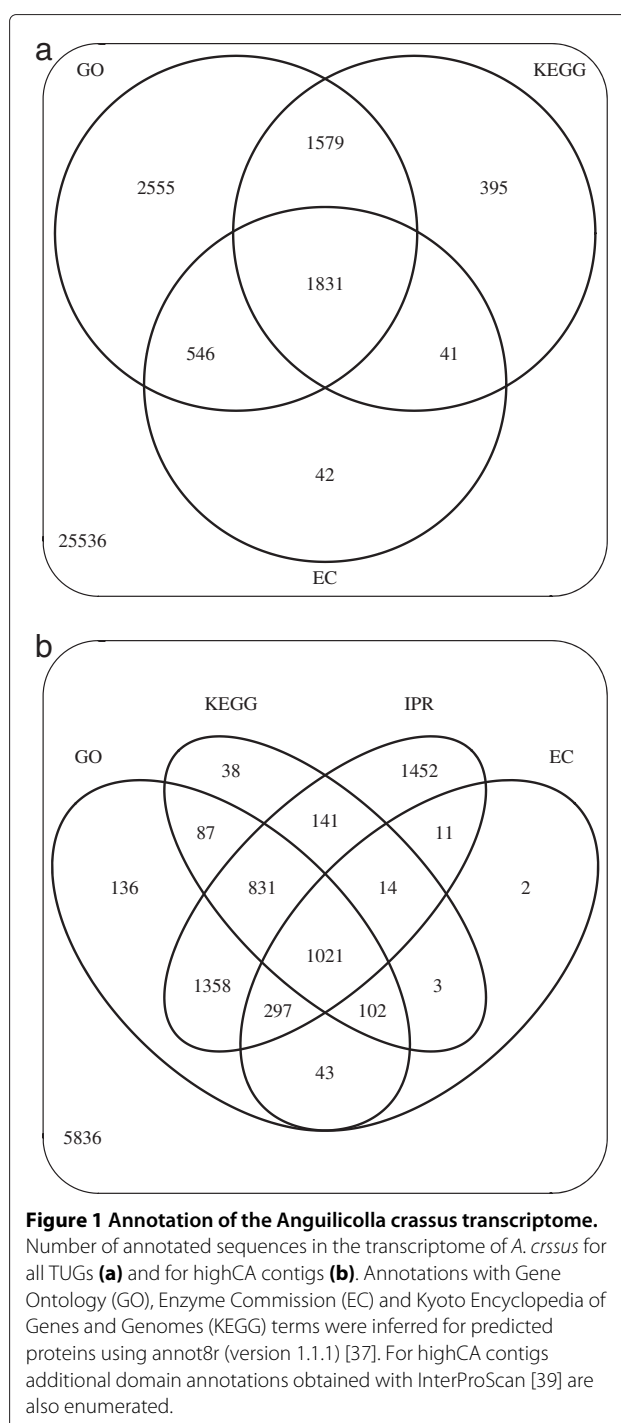 a
GO
KEGG
1579
2555
395
1831
546
41
42
25536
EC
b
KEGG
IPR
GO
EC
38
1452
87
141
11
136
831
14
2
1021
1358
3
297
102
43
5836
Figure 1 Annotation of the Anguilicolla crassus transcriptome.
Number of annotated sequences in the transcriptome of A. crssus for
all TUGs (a) and for highCA contigs (b). Annotations with Gene
Ontology (GO), Enzyme Commission (EC) and Kyoto Encyclopedia of
Genes and Genomes (KEGG) terms were inferred for predicted
proteins using annot8r (version 1.1.1) [37]. For highCA contigs
additional domain annotations obtained with InterProScan [39] are
also enumerated.